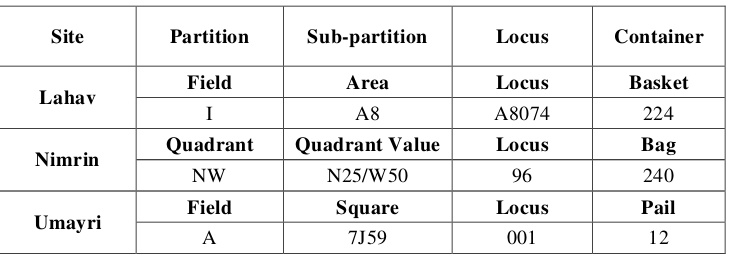 Site Partition Sub-partition Locus Container
Lahav Field Area Locus Basket
I A8 A8074 224
Nimrin Quadrant Quadrant Value Locus Bag
NW N25/W50 96 240
Umayri Field Square Locus Pail
A 7J59 001 12